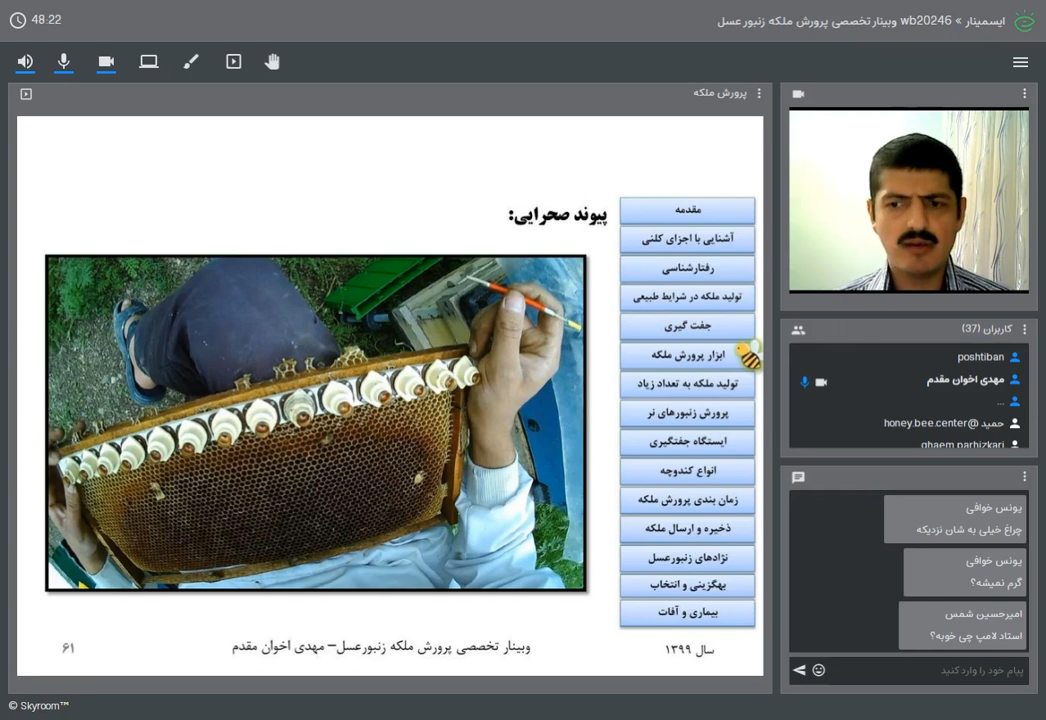 48:22
ایسمینار » wb20246 وبینار تخصصی پرورش ملکه زنبور عسل
پرورش ملکه
پیوند صحرایی:
مقدمه
آشنایی با اجزای کلنی
رفتارشناسی
تولید ملکه در شرایط طبیعی
جفت گیری
ابزار پرورش ملکه
تولید ملکه به تعداد زیاد
پرورش زنبورهای نر
ایستگاه جفتگیری
انواع کندوچه
زمان بندی پرورش ملکه
ذخیره و ارسال ملکه
نژادهای زنبورعسل
بهگزینی و انتخاب
بیماری و آفات
سال ۱۳۹۹
وبینار تخصصی پرورش ملکه زنبورعسل– مهدی اخوان مقدم
۶۱
کاربران (37)
poshtiban
مهدی اخوان مقدم
...
حمید @honey.bee.center
ghaem parhizkari
یونس خوافی
چراغ خیلی به شان نزدیکه
یونس خوافی
گرم نمیشه؟
امیرحسین شمس
استاد لامپ چی خوبه؟
پیام خود را وارد کنید
© Skyroom™